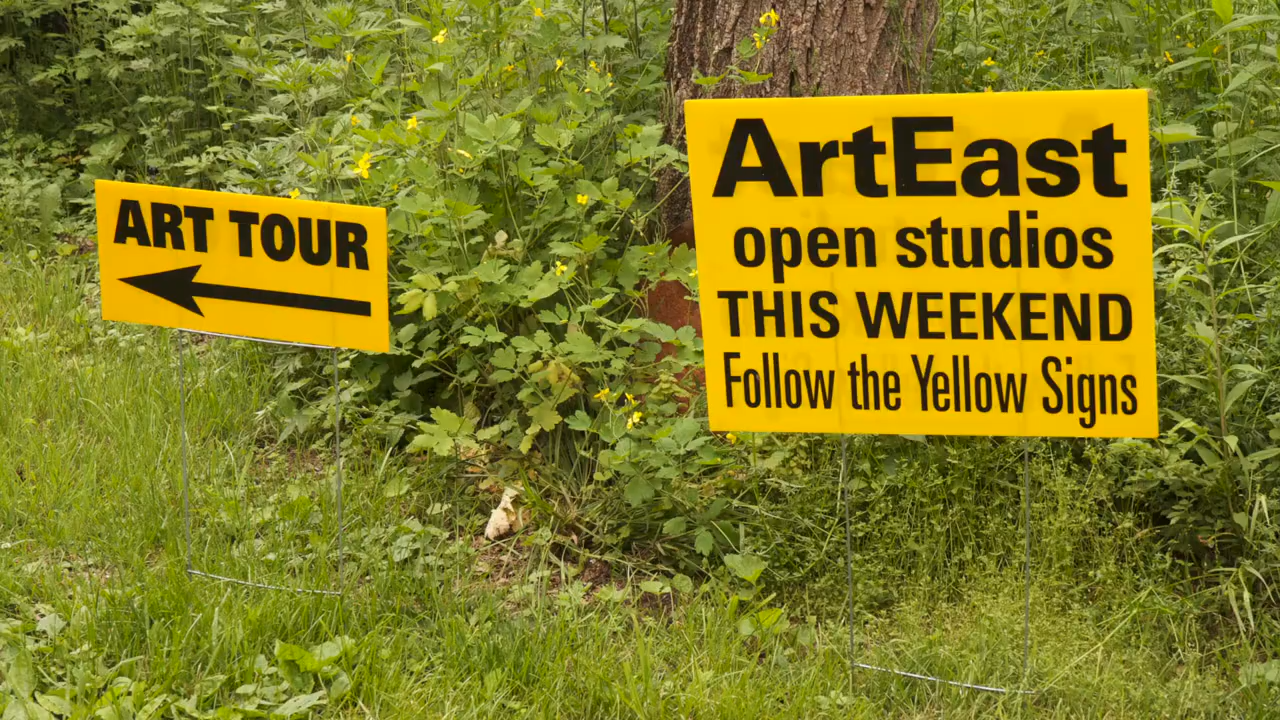 ART TOUR
ArtEast
open studios
THIS WEEKEND
Follow the Yellow Signs